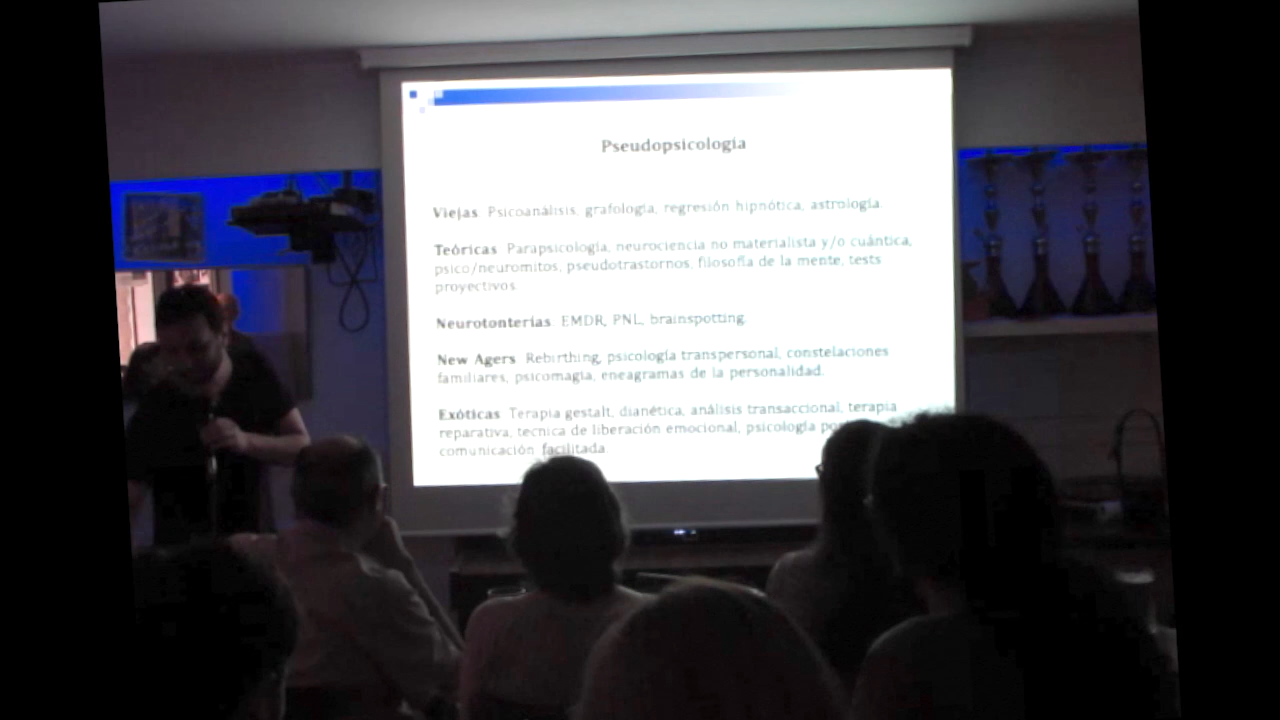 Pseudopsicología
Viejas Psicoanálisis, grafología, regresión hipnótica, astrología.
Teóricas Parapsicología, neurociencia no materialista y/o cuántica,
psico/neuromitos, pseudotrastornos, filosofía de la mente, tests
proyectivos.
Neurotonterías EMDR, PNL, brainspotting.
New Agers Rebirthing, psicología transpersonal, constelaciones
familiares, psicomagia, eneagramas de la personalidad.
Exóticas Terapia gestalt, dianética, análisis transaccional, terapia
reparativa, tecnica de liberación emocional, psicología
comunicación facilitada.